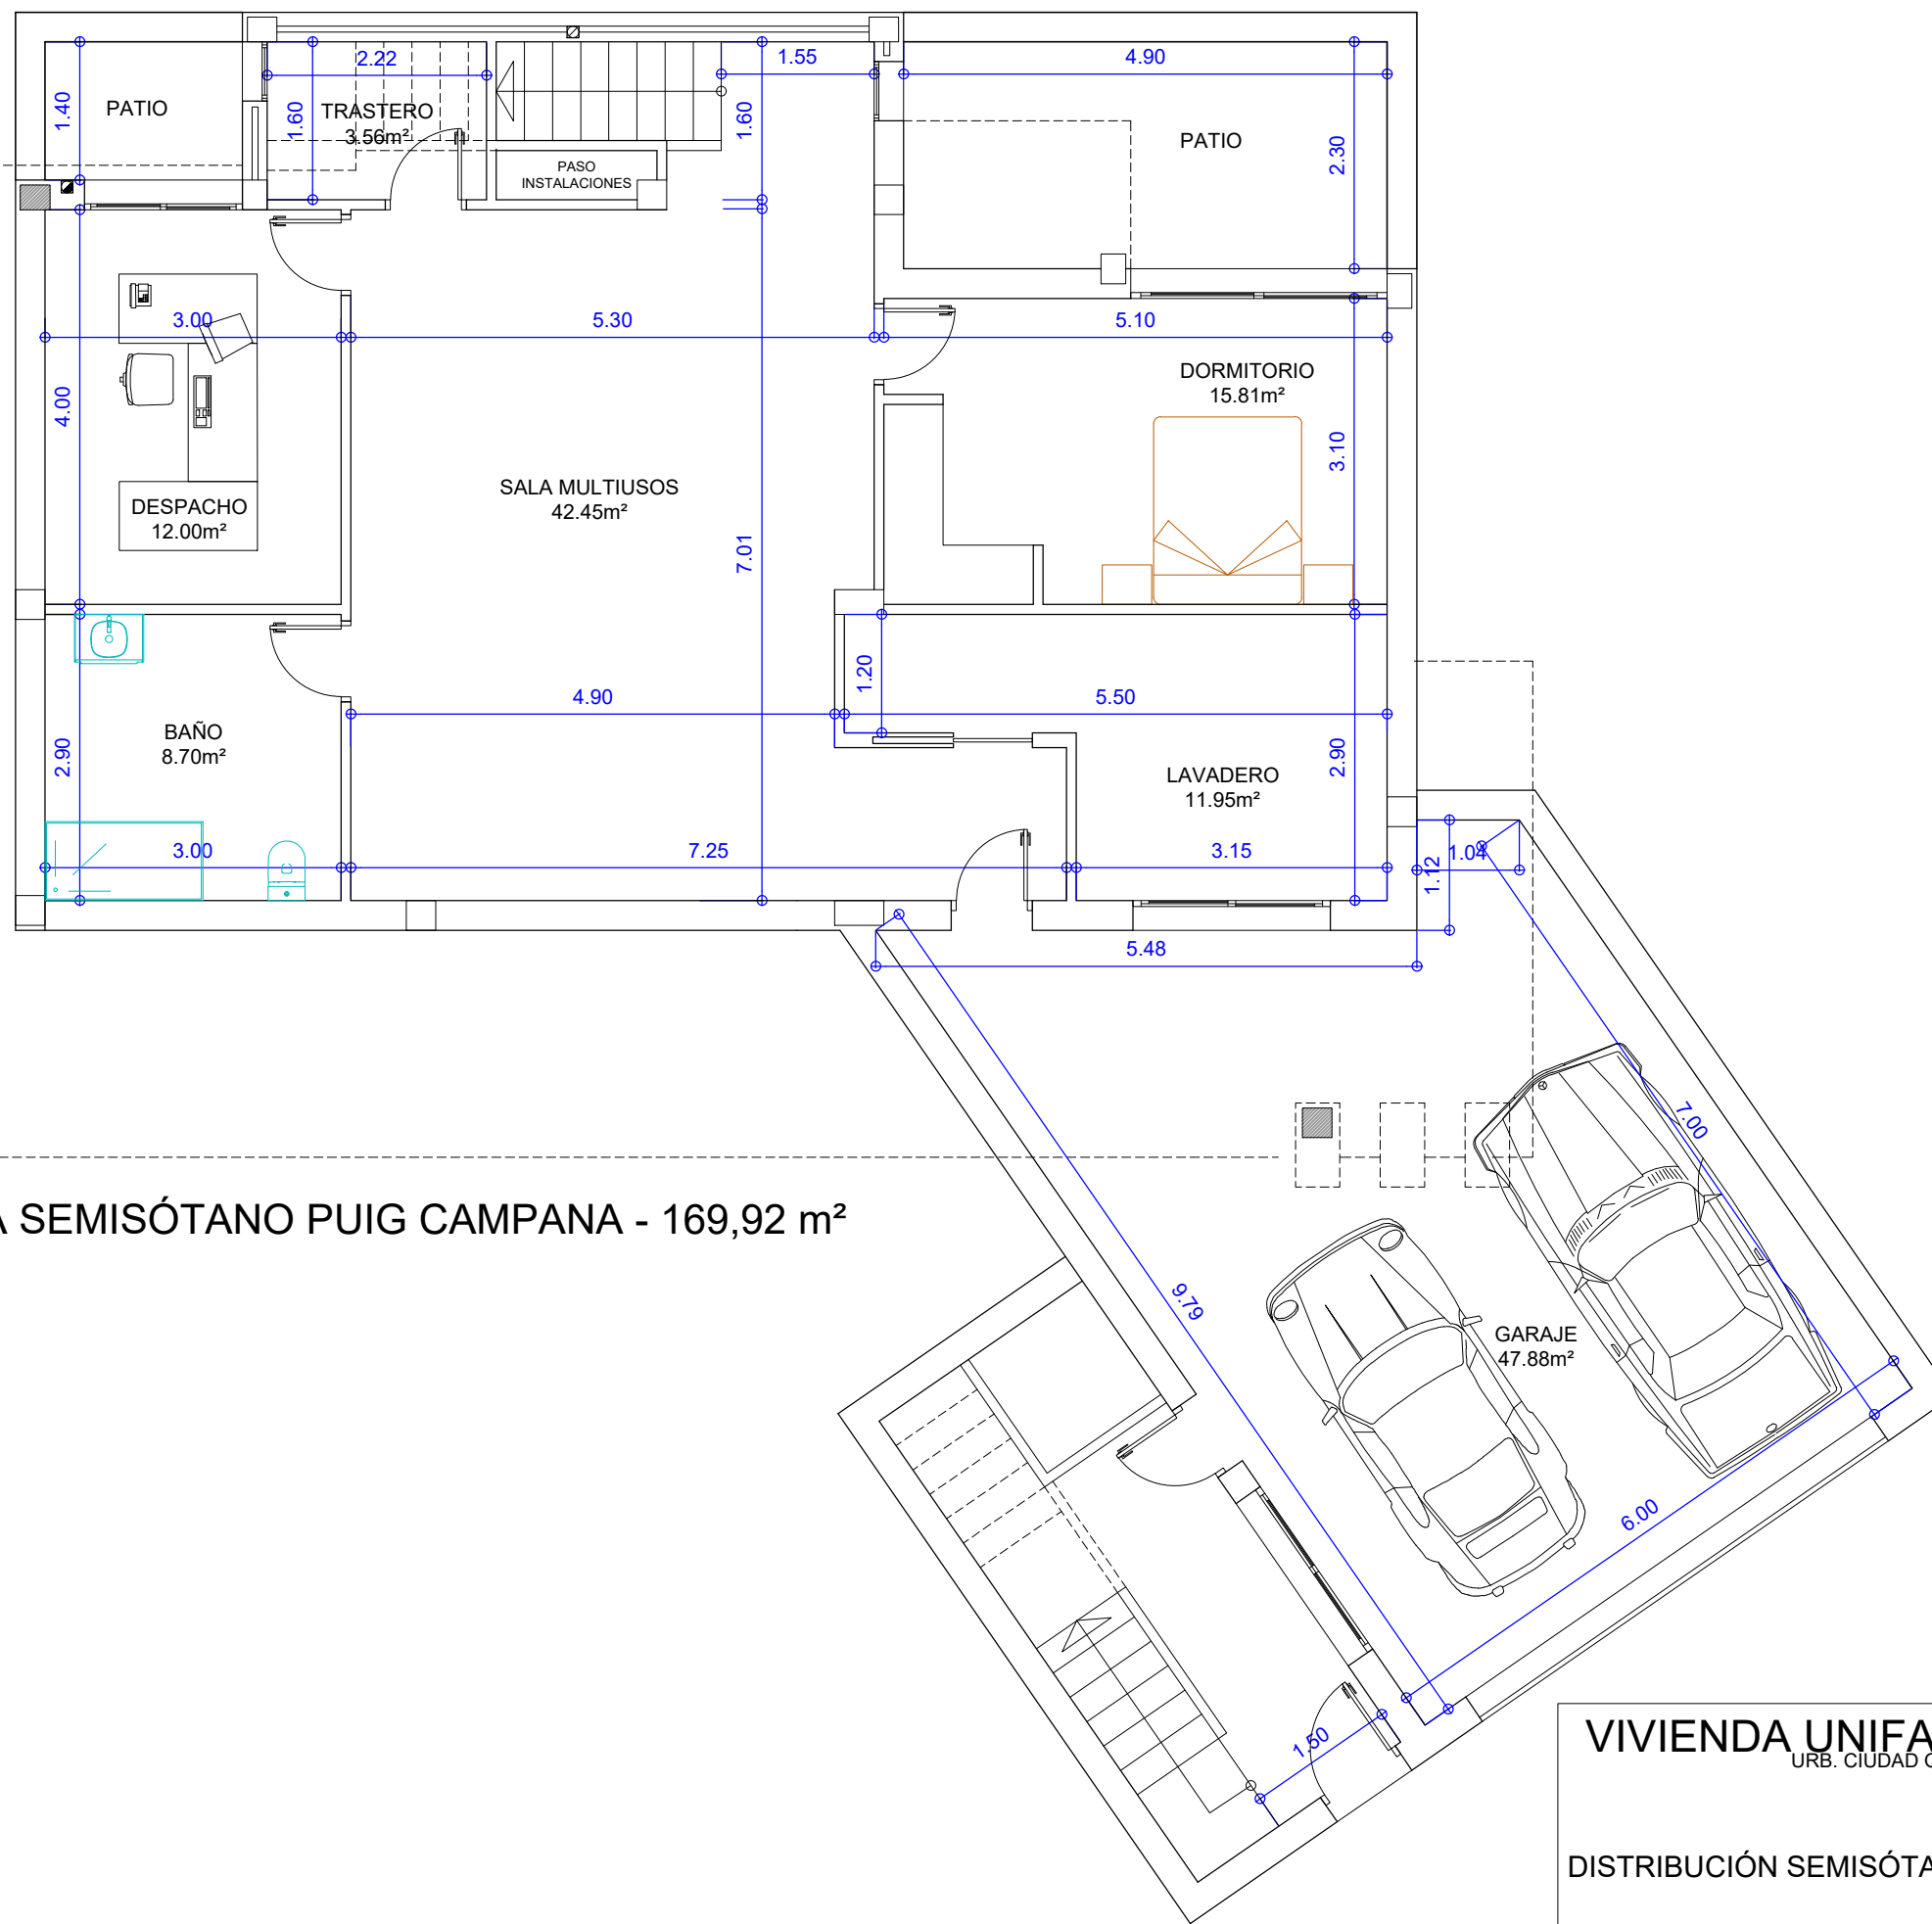 2.22
1.55
4.90
1.40
PATIO
1.60
TRASTERO
3.56m²
1.60
PATIO
2.30
PASO
INSTALACIONES
3.00
5.30
5.10
4.00
DORMITORIO
15.81m²
3.10
SALA MULTIUSOS
42.45m²
DESPACHO
12.00m²
7.01
1.20
4.90
5.50
BAÑO
8.70m²
2.90
2.90
LAVADERO
11.95m²
3.00
7.25
3.15
1.04
1.12
5.48
7.00
A SEMISÓTANO PUIG CAMPANA - 169,92 m²
9.79
GARAJE
47.88m²
6.00
1.50
VIVIENDA UNIFA
URB. CIUDAD
DISTRIBUCIÓN SEMISÓTA